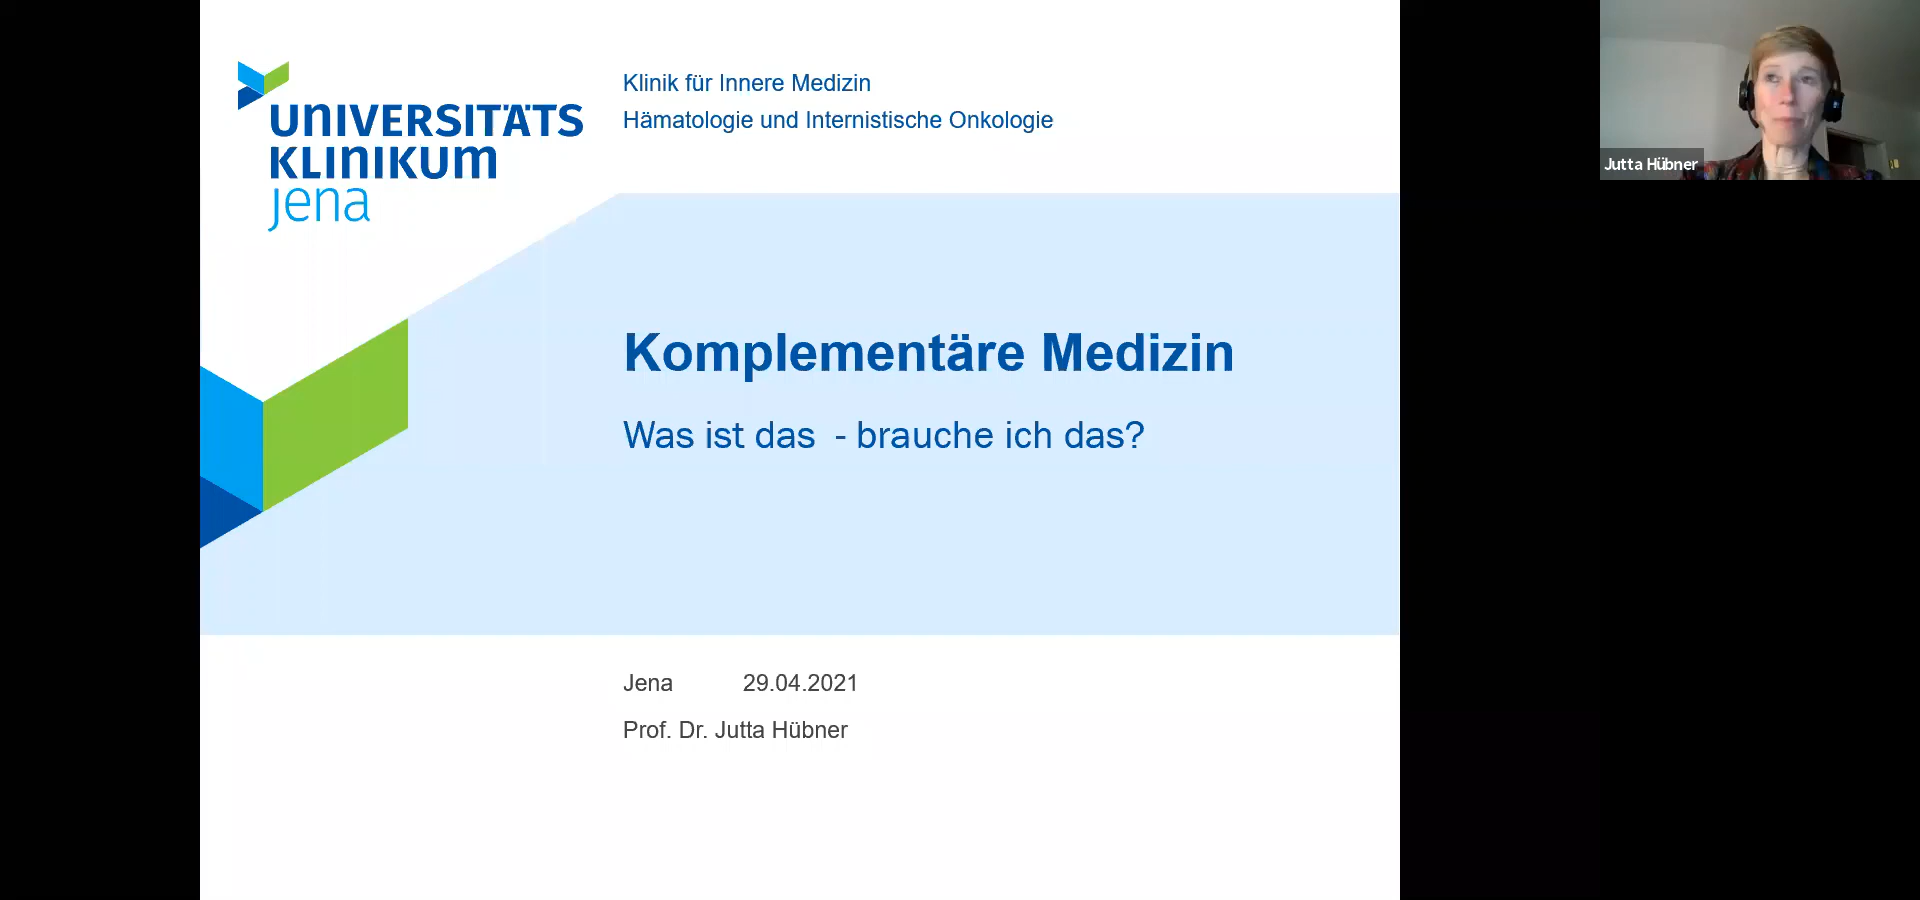 UNIVERSITÄTS
KLINIKUM
jena
Klinik für Innere Medizin
Hämatologie und Internistische Onkologie
Jutta Hübner
Komplementäre Medizin
Was ist das  - brauche ich das?
Jena 29.04.2021
Prof. Dr. Jutta Hübner